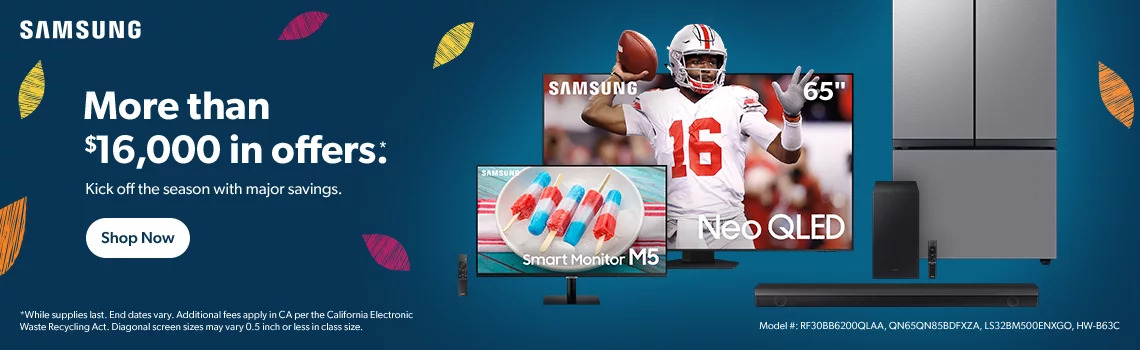 SAMSUNG
More than
$16,000 in offers.*
Kick off the season with major savings.
Shop Now
*While supplies last. End dates vary. Additional fees apply in CA per the California Electronic
Waste Recycling Act. Diagonal screen sizes may vary 0.5 inch or less in class size.
SAMSUNG
65"
16
Neo QLED
SAMSUNG
Smart Monitor M5
Model #: RF30BB6200QLAA, QN65QN85BDFXZA, LS32BM500ENXGO, HW-B63C